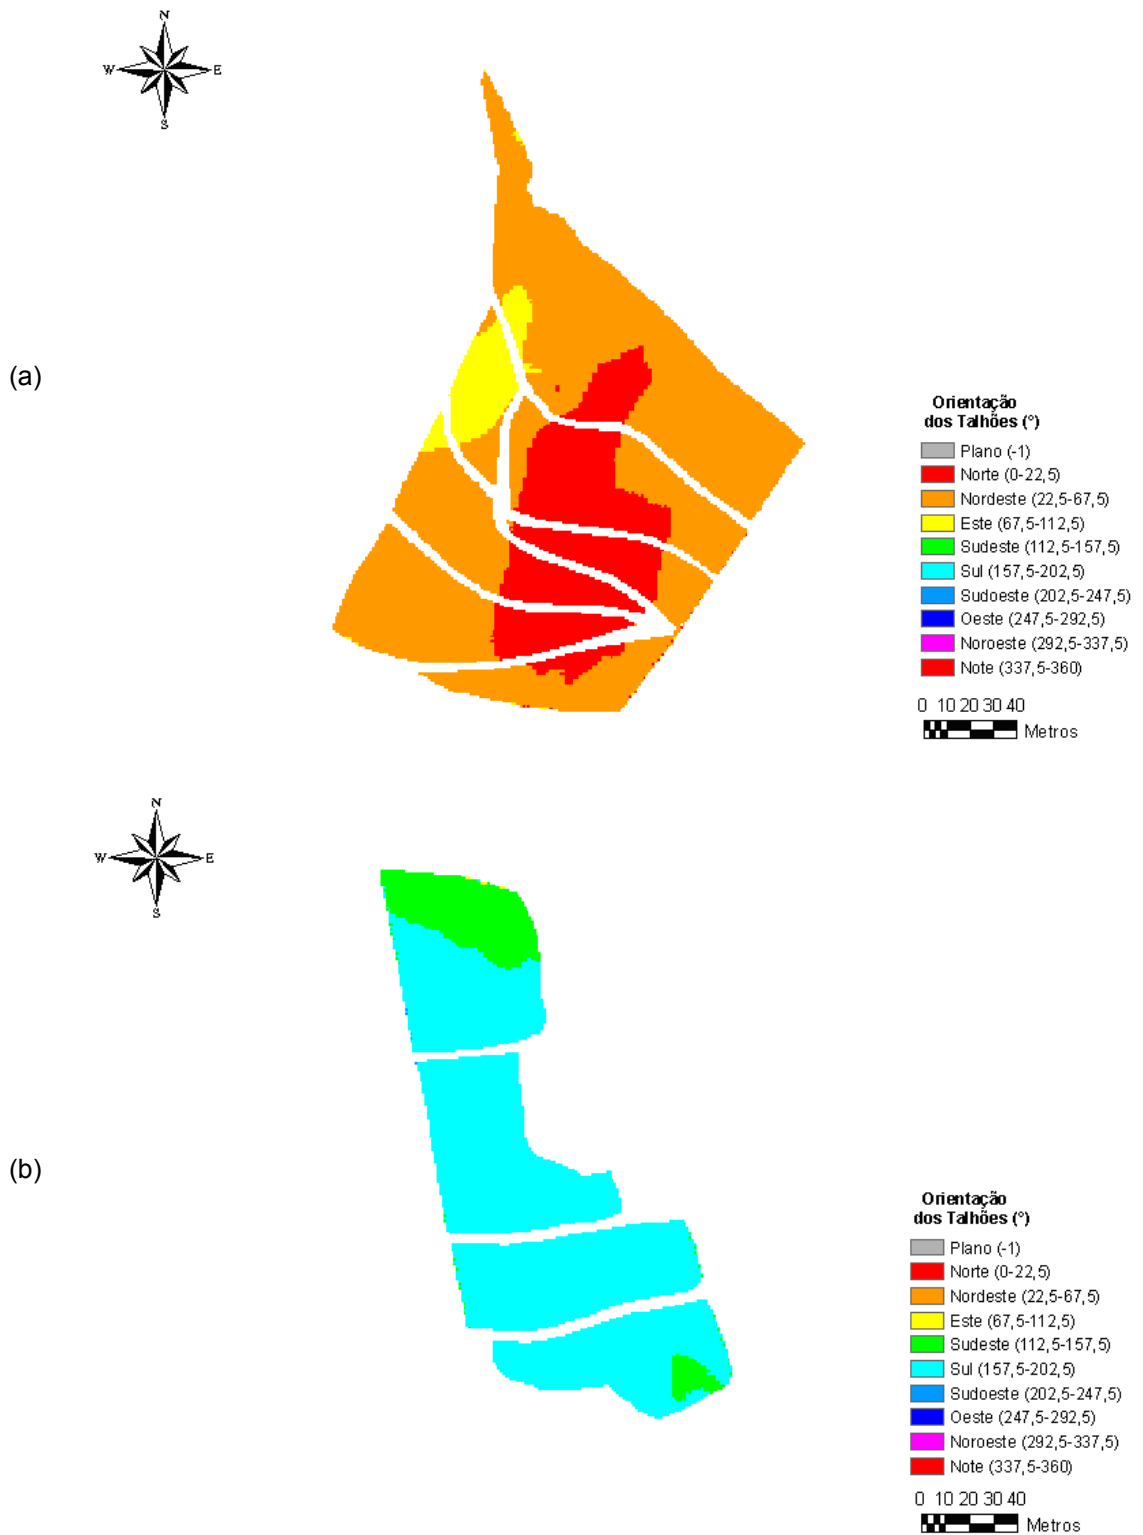 N
W E
S
(a)
Orientação
dos Talhões (°)
Plano (-1)
Norte (0-22,5)
Nordeste (22,5-67,5)
Este (67,5-112,5)
Sudeste (112,5-157,5)
Sul (157,5-202,5)
Sudoeste (202,5-247,5)
Oeste (247,5-292,5)
Noroeste (292,5-337,5)
Note (337,5-360)
0 10 20 30 40
Metros
N
W E
S
(b)
Orientação
dos Talhões (°)
Plano (-1)
Norte (0-22,5)
Nordeste (22,5-67,5)
Este (67,5-112,5)
Sudeste (112,5-157,5)
Sul (157,5-202,5)
Sudoeste (202,5-247,5)
Oeste (247,5-292,5)
Noroeste (292,5-337,5)
Note (337,5-360)
0 10 20 30 40
Metros